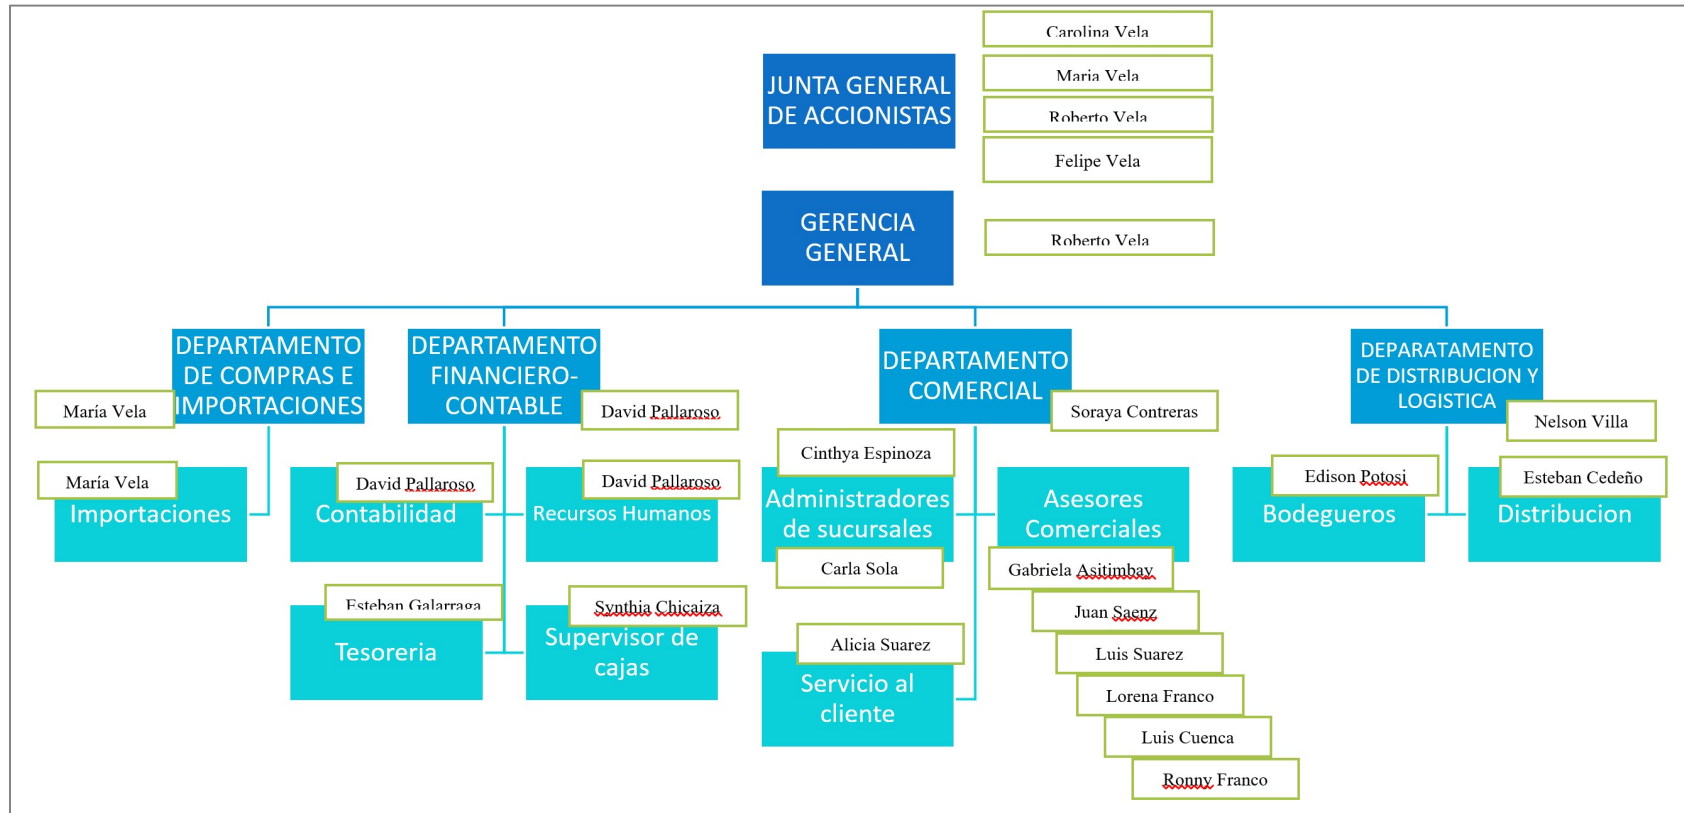 Carolina Vela
JUNTA GENERAL
DE ACCIONISTAS
Maria Vela
Roberto Vela
Felipe Vela
GERENCIA
GENERAL
Roberto Vela
DEPARTAMENTO
DE COMPRAS E
IMPORTACIONES
María Vela
DEPARTAMENTO
FINANCIERO-
CONTABLE
David Pallaroso
DEPARTAMENTO
COMERCIAL
Soraya Contreras
DEPARATAMENTO
DE DISTRIBUCION Y
LOGISTICA
Nelson Villa
María Vela
Importaciones
David Pallaroso
Contabilidad
David Pallaroso
Recursos Humanos
Cinthya Espinoza
Administradores
de sucursales
Carla Sola
Asesores
Comerciales
Gabriela Asitimbay
Juan Saenz
Luis Suarez
Lorena Franco
Luis Cuenca
Ronny Franco
Edison Potosi
Bodegueros
Esteban Cedeño
Distribucion
Esteban Galarraga
Tesoreria
Synthia Chicaiza
Supervisor de
cajas
Alicia Suarez
Servicio al
cliente